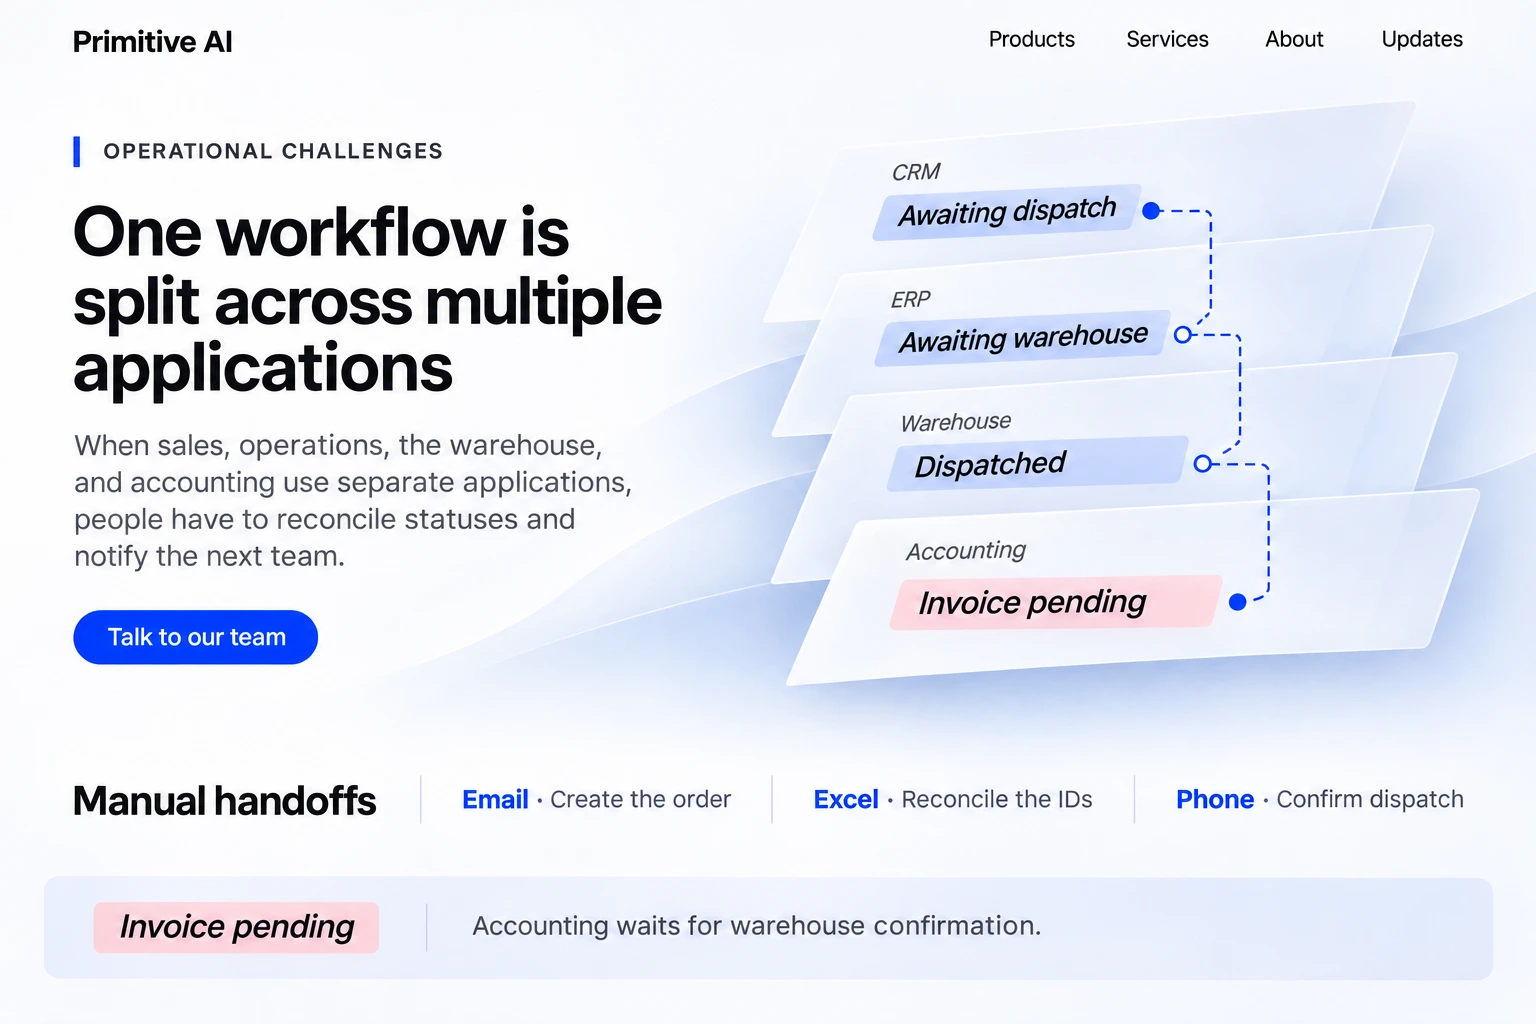 Primitive AI
Products
Services
About
Updates
OPERATIONAL CHALLENGES
One workflow is
split across multiple
applications
When sales, operations, the warehouse,
and accounting use separate applications,
people have to reconcile statuses and
notify the next team.
Talk to our team
CRM
Awaiting dispatch
ERP
Awaiting warehouse
Warehouse
Dispatched
Accounting
Invoice pending
Manual handoffs
Email · Create the order
Excel · Reconcile the IDs
Phone · Confirm dispatch
Invoice pending
Accounting waits for warehouse confirmation.